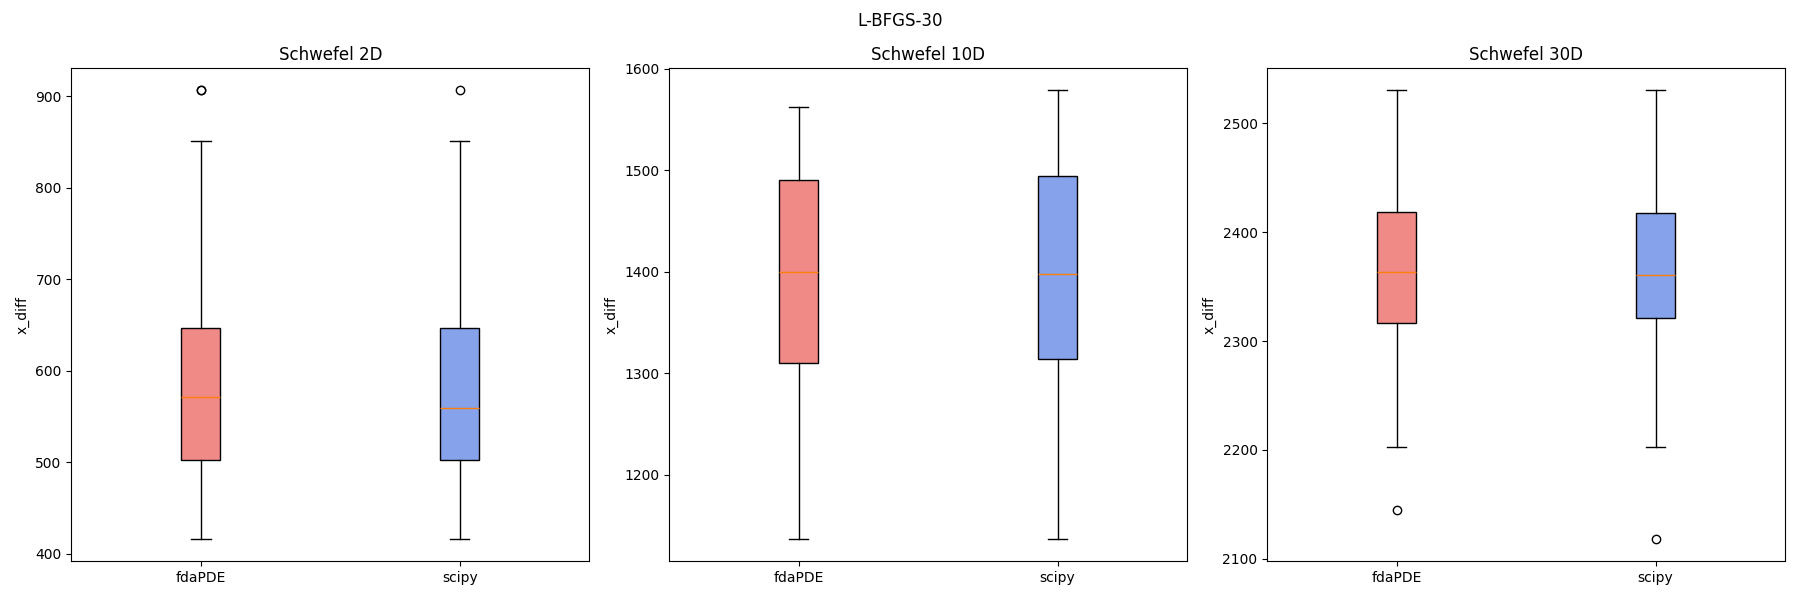 L-BFGS-30
Schwefel 2D
900
800
700
600
500
400
x_diff
fdaPDE
scipy
Schwefel 10D
1600
1500
1400
1300
1200
x_diff
fdaPDE
scipy
Schwefel 30D
2500
2400
2300
2200
2100
x_diff
fdaPDE
scipy